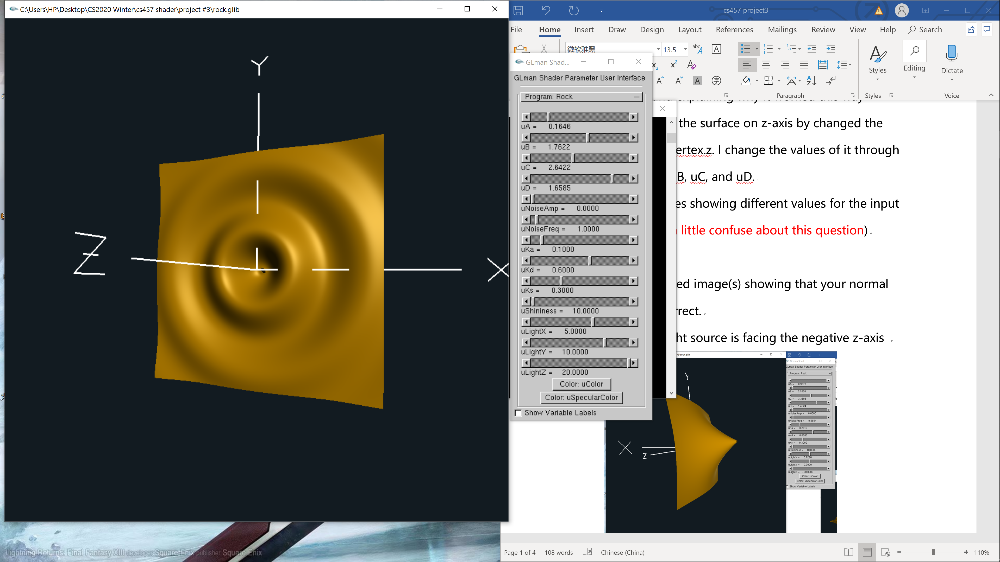 C:\Users\HP\Desktop\CS2020 Winter\cs457 shader\project #3\rock.glib
Y
Z
X
cs457 project3
File Home Insert Draw Design Layout References Mailings Review View Help Search
微软雅黑 13.5
Styles
Editing
Dictate
Paragraph Styles Voice
GLman Shad...
GLman Shader Parameter User Interface
Program: Rock
uA = 0.1646
uB = 1.7622
uC = 2.6422
uD = 1.6585
uNoiseAmp = 0.0000
uNoiseFreq = 1.0000
uKa = 0.1000
uKd = 0.6000
uKs = 0.3000
uShininess = 10.0000
uLightX = 5.0000
uLightY = 10.0000
uLightZ = 20.0000
Color: uColor
Color: uSpecularColor
Show Variable Labels
explaining why it worked this way
the surface on z-axis by changed the
ertex.z. I change the values of it through
B, uC, and uD.
es showing different values for the input
little confuse about this question)
ed image(s) showing that your normal
rrect.
ht source is facing the negative z-axis
#3\rock.glib
GLman Shad...
GLman Shader Parameter User Interface
Program: Rock
uA = 0.9878
uB = 0.1000
uC = 3.3698
uD = 1.4024
uNoiseAmp = 0.0000
uNoiseFreq = 0.5854
uKa = 0.2012
uKd = 0.6000
uKs = 0.3000
uShininess = 10.0000
uLightX = 0.1220
uLightY = 0.0000
uLightZ = -20.0000
Color: uColor
Color: uSpecularColor
Show Variable Labels
Y
X
Z
Lightning Returns: Final Fantasy XIII developer Square Enix publisher Square Enix
Page 1 of 4 108 words Chinese (China) 110%